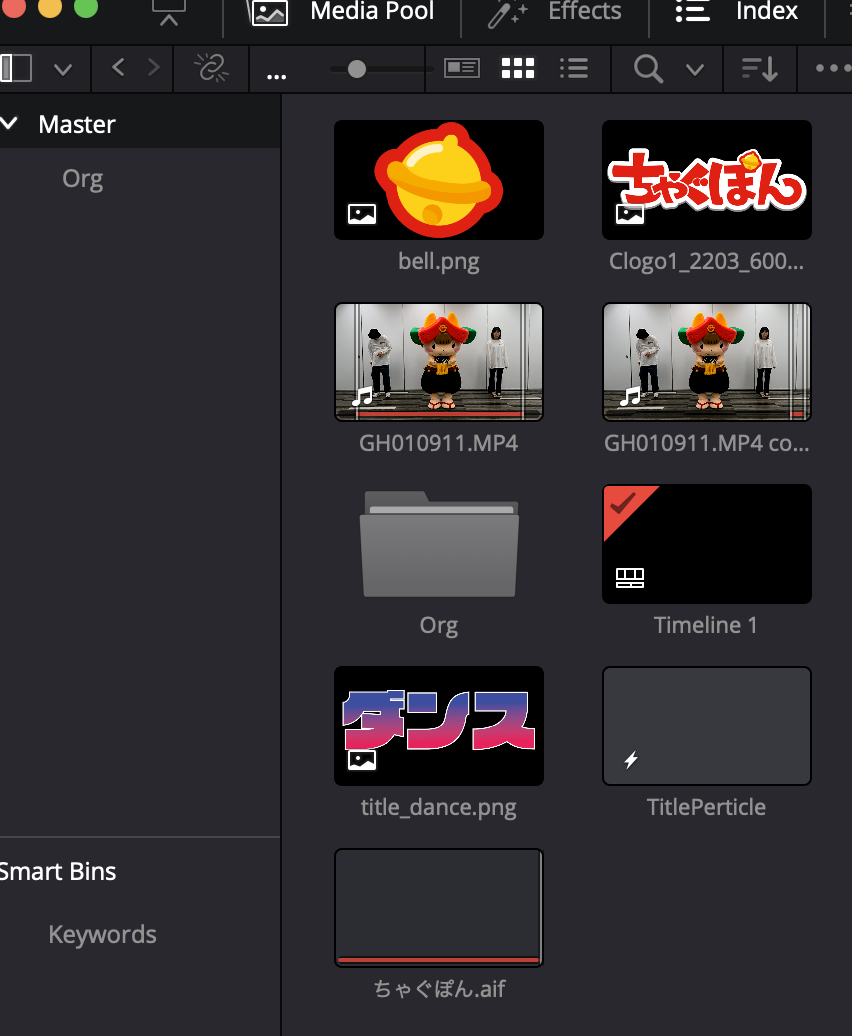 Media Pool
Effects
Index
...
Master
Org
bell.png
ちゃぐぽん
Clogo1_2203_600...
GH010911.MP4
GH010911.MP4 co...
Org
Timeline 1
ダンス
title_dance.png
TitlePerticle
ちゃぐぽん.aif
Smart Bins
Keywords